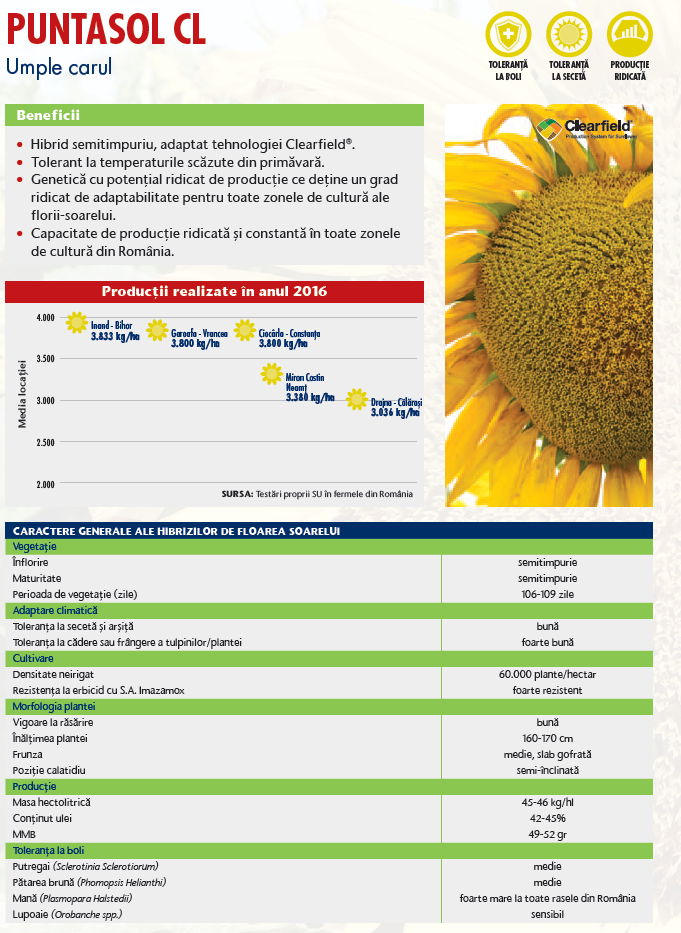 PUNTASOL CL
Umple carul
TOLERANȚĂ
LA BOLI
TOLERANȚĂ
LA SECETĂ
PRODUCȚIE
RIDICATĂ
Beneficii
• Hibrid semitimpuriu, adaptat tehnologiei Clearfield®.
• Tolerant la temperaturile scăzute din primăvară.
• Genetică cu potențial ridicat de producție ce deține un grad
ridicat de adaptabilitate pentru toate zonele de cultură ale
florii-soarelui.
• Capacitate de producție ridicată și constantă în toate zonele
de cultură din România.
Clearfield®
Production System for Sunflower
Producții realizate în anul 2016
Media locației
4.000
3.500
3.000
2.500
2.000
Inand - Bihor
3.833 kg/ha
Garoafa - Vrancea
3.800 kg/ha
Ciocârlia - Constanța
3.800 kg/ha
Miron Costin
Neamț
3.380 kg/ha
Drajna - Călărași
3.036 kg/ha
SURSA: Testări proprii SU în fermele din România
CARACTERE GENERALE ALE HIBRIZILOR DE FLOAREA SOARELUI
Vegetație
Înflorire semitimpurie
Maturitate semitimpurie
Perioada de vegetație (zile) 106-109 zile
Adaptare climatică
Toleranța la secetă și arșiță bună
Toleranța la cădere sau frângere a tulpinilor/plantei foarte bună
Cultivare
Densitate neirigat 60.000 plante/hectar
Rezistența la erbicid cu S.A. Imazamox foarte rezistent
Morfologia plantei
Vigoare la răsărire bună
Înălțimea plantei 160-170 cm
Frunza medie, slab gofrată
Poziție calatidiu semi-înclinată
Producție
Masa hectolitrică 45-46 kg/hl
Conținut ulei 42-45%
MMB 49-52 gr
Toleranța la boli
Putregai (Sclerotinia Sclerotiorum) medie
Pătarea brună (Phomopsis Helianthi) medie
Mană (Plasmopara Halstedii) foarte mare la toate rasele din România
Lupoaie (Orobanche spp.) sensibil